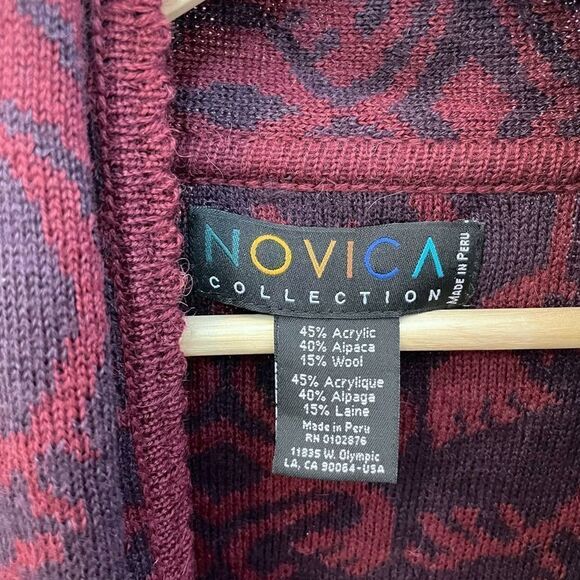 NOVICA
COLLECTION
MADE IN PERU
45% Acrylic
40% Alpaca
15% Wool
45% Acrylique
40% Alpaga
15% Laine
Made in Peru
RN 0102876
11835 W. Olympic
LA, CA 90064-USA